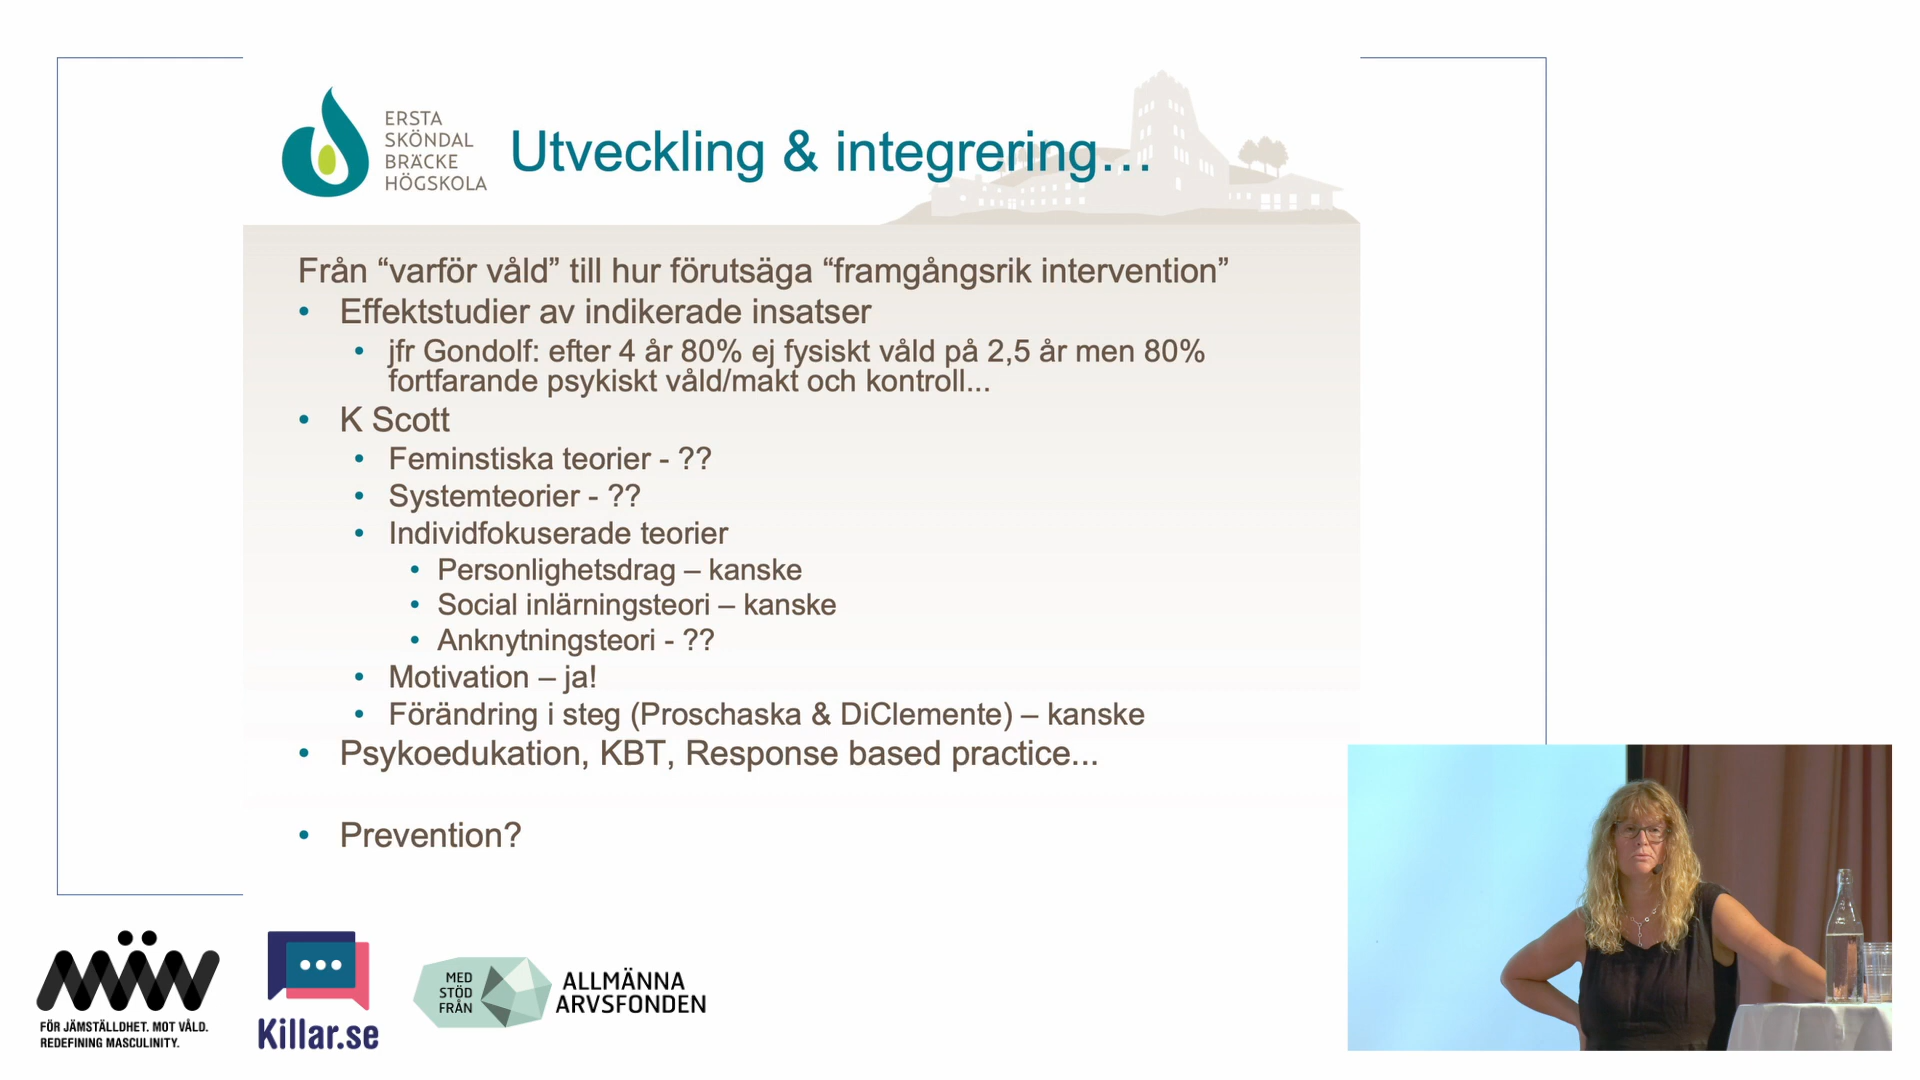 ERSTA
SKÖNDAL
BRÄCKE
HÖGSKOLA
Utveckling & integrering...
Från “varför våld” till hur förutsäga “framgångsrik intervention”
• Effektstudier av indikerade insatser
• jfr Gondolf: efter 4 år 80% ej fysiskt våld på 2,5 år men 80%
fortfarande psykiskt våld/makt och kontroll...
• K Scott
• Feminstiska teorier - ??
• Systemteorier - ??
• Individfokuserade teorier
• Personlighetsdrag – kanske
• Social inlärningsteori – kanske
• Anknytningsteori - ??
• Motivation – ja!
• Förändring i steg (Proschaska & DiClemente) – kanske
• Psykoedukation, KBT, Response based practice...
• Prevention?
MÄN
FÖR JÄMSTÄLLDHET. MOT VÅLD.
REDEFINING MASCULINITY.
Killar.se
MED
STÖD
FRÅN
ALLMÄNNA
ARVSFONDEN